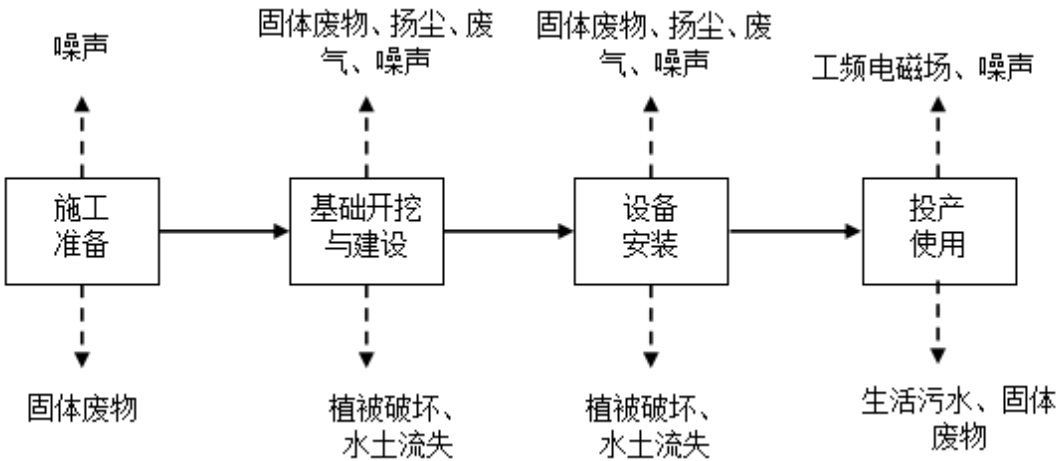 噪声
固体废物、扬尘、废
气、噪声
固体废物、扬尘、废
气、噪声
工频电磁场、噪声
施工
准备
基础开挖
与建设
设备
安装
投产
使用
固体废物
植被破坏、
水土流失
植被破坏、
水土流失
生活污水、固体
废物